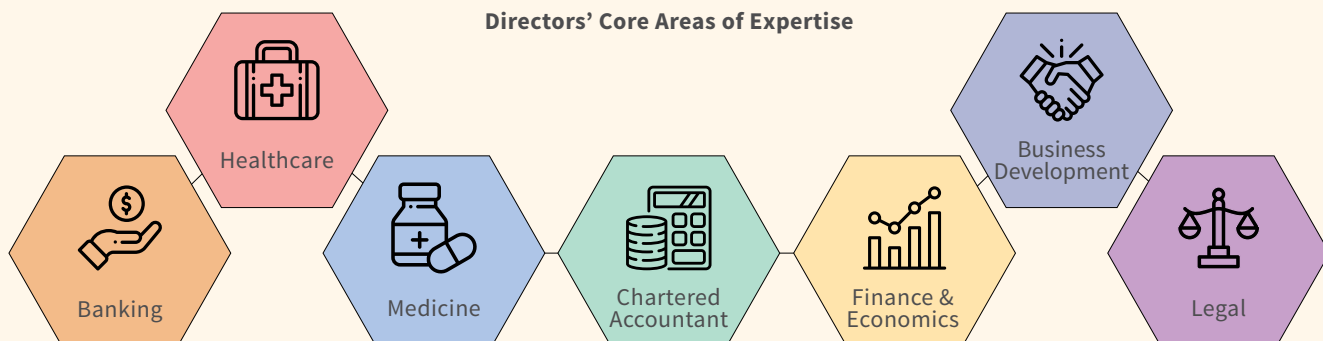 Directors’ Core Areas of Expertise
Healthcare
Business
Development
$
Banking
Medicine
Chartered
Accountant
Finance &
Economics
Legal